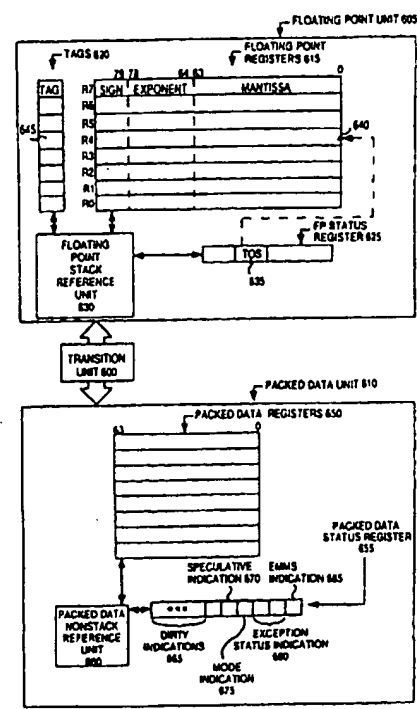 FLOATING POINT UNIT 605
TAGS 620
FLOATING POINT
REGISTERS 615
79 78 64 63 0
TAG R7 SIGN EXPONENT MANTISSA
R6
645 R5
R4 640
R3
R2
R1
R0
FP STATUS
REGISTER 625
FLOATING
POINT
STACK
REFERENCE
UNIT
630
TOS
635
TRANSITION
UNIT 600
PACKED DATA UNIT 610
PACKED DATA REGISTERS 650
63 0
SPECULATIVE
INDICATION 670
EMMS
INDICATION 685
PACKED DATA
STATUS REGISTER
655
PACKED DATA
NONSTACK
REFERENCE
UNIT
660
DIRTY
INDICATIONS
665
EXCEPTION
STATUS INDICATION
680
MODE
INDICATION
675